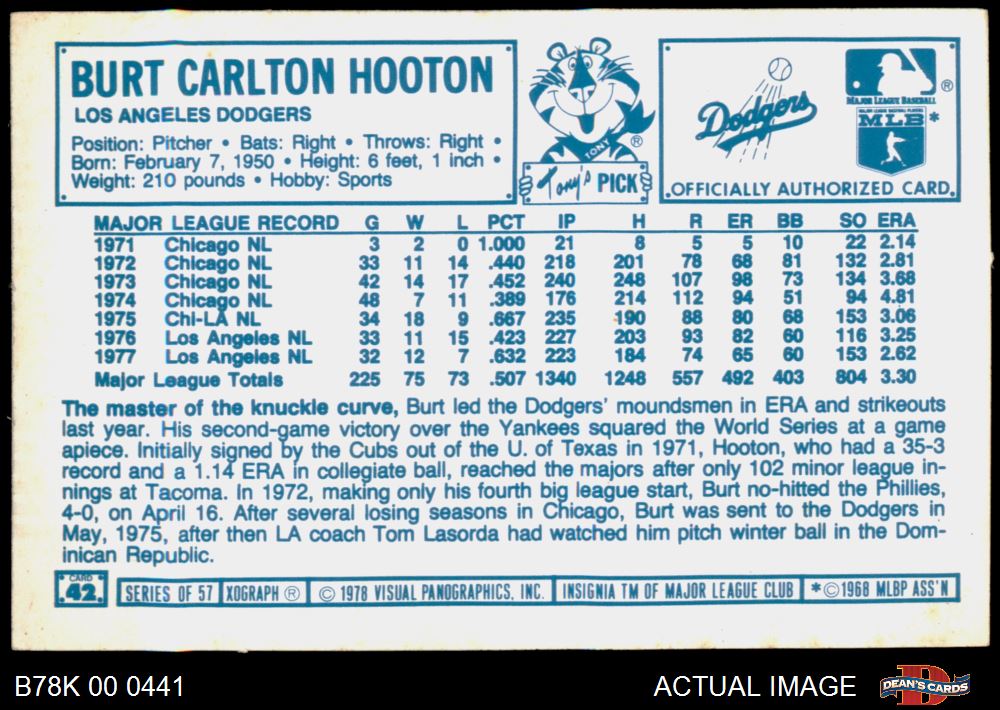 BURT CARLTON HOOTON
LOS ANGELES DODGERS
Position: Pitcher • Bats: Right • Throws: Right •
Born: February 7, 1950 • Height: 6 feet, 1 inch •
Weight: 210 pounds • Hobby: Sports
TONY
®
Tony's PICK
Dodgers
®
MAJOR LEAGUE BASEBALL
MAJOR LEAGUE BASEBALL PLAYERS
MLB *
OFFICIALLY AUTHORIZED CARD
MAJOR LEAGUE RECORD G W L PCT IP H R ER BB SO ERA
1971 Chicago NL 3 2 0 1.000 21 8 5 5 10 22 2.14
1972 Chicago NL 33 11 14 .440 218 201 78 68 81 132 2.81
1973 Chicago NL 42 14 17 .452 240 248 107 98 73 134 3.68
1974 Chicago NL 48 7 11 .389 176 214 112 94 51 94 4.81
1975 Chi-LA NL 34 18 9 .667 235 190 88 80 68 153 3.06
1976 Los Angeles NL 33 11 15 .423 227 203 93 82 60 116 3.25
1977 Los Angeles NL 32 12 7 .632 223 184 74 65 60 153 2.62
Major League Totals 225 75 73 .507 1340 1248 557 492 403 804 3.30
The master of the knuckle curve, Burt led the Dodgers' moundsmen in ERA and strikeouts
last year. His second-game victory over the Yankees squared the World Series at a game
apiece. Initially signed by the Cubs out of the U. of Texas in 1971, Hooton, who had a 35-3
record and a 1.14 ERA in collegiate ball, reached the majors after only 102 minor league in-
nings at Tacoma. In 1972, making only his fourth big league start, Burt no-hitted the Phillies,
4-0, on April 16. After several losing seasons in Chicago, Burt was sent to the Dodgers in
May, 1975, after then LA coach Tom Lasorda had watched him pitch winter ball in the Dom-
inican Republic.
CARD
42
SERIES OF 57 XOGRAPH ® © 1978 VISUAL PANOGRAPHICS, INC. INSIGNIA TM OF MAJOR LEAGUE CLUB *©1968 MLBP ASS'N
B78K 00 0441
ACTUAL IMAGE
DEAN'S CARDS